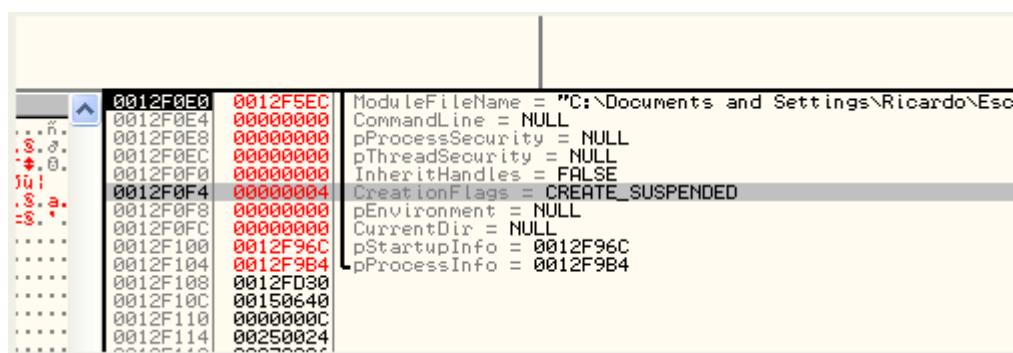 0012F0E0 0012F5EC ModuleFileName = "C:\Documents and Settings\Ricardo\Esc
0012F0E4 00000000 CommandLine = NULL
0012F0E8 00000000 pProcessSecurity = NULL
0012F0EC 00000000 pThreadSecurity = NULL
0012F0F0 00000000 InheritHandles = FALSE
0012F0F4 00000004 CreationFlags = CREATE_SUSPENDED
0012F0F8 00000000 pEnvironment = NULL
0012F0FC 00000000 CurrentDir = NULL
0012F100 0012F96C pStartupInfo = 0012F96C
0012F104 0012F9B4 pProcessInfo = 0012F9B4
0012F108 0012FD30
0012F10C 00150640
0012F110 0000000C
0012F114 00250024